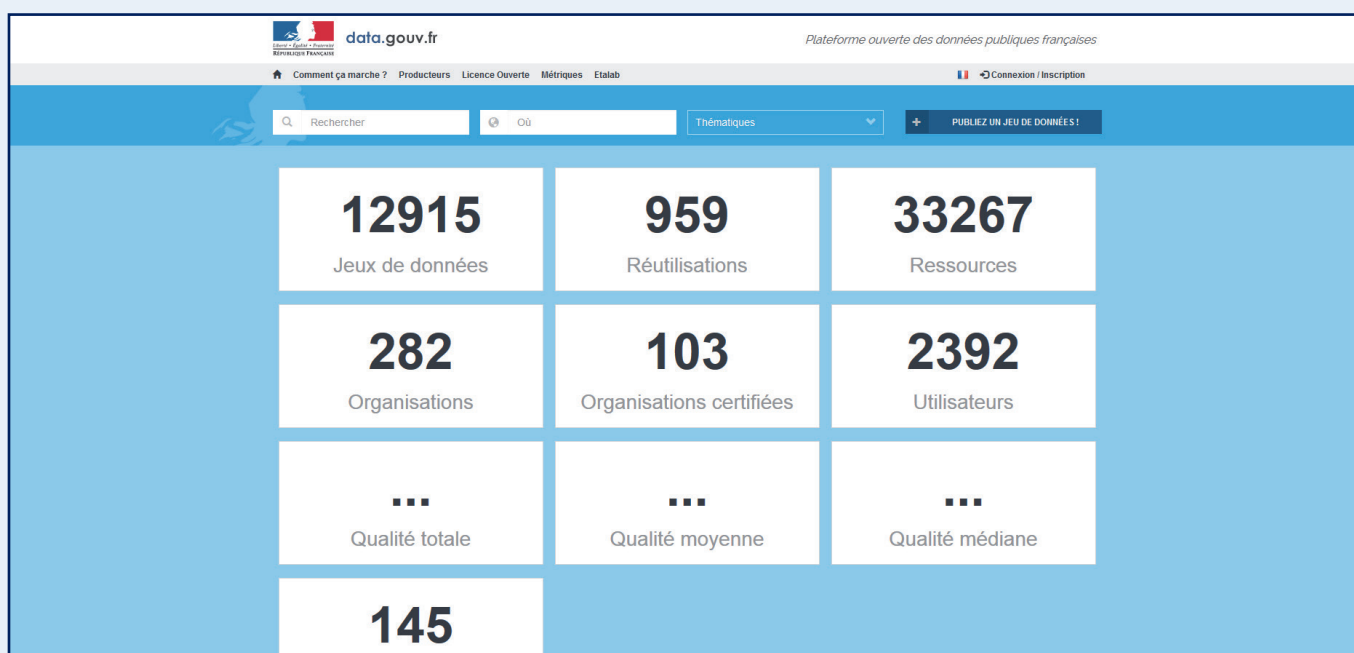 data.gouv.fr
Plateforme ouverte des données publiques françaises
Liberté • Égalité • Fraternité
RÉPUBLIQUE FRANÇAISE
Comment ça marche ? Producteurs Licence Ouverte Métriques Etalab Connexion / Inscription
Rechercher Où Thématiques + PUBLIEZ UN JEU DE DONNÉES !
12915 959 33267
Jeux de données Réutilisations Ressources
282 103 2392
Organisations Organisations certifiées Utilisateurs
... ... ...
Qualité totale Qualité moyenne Qualité médiane
145